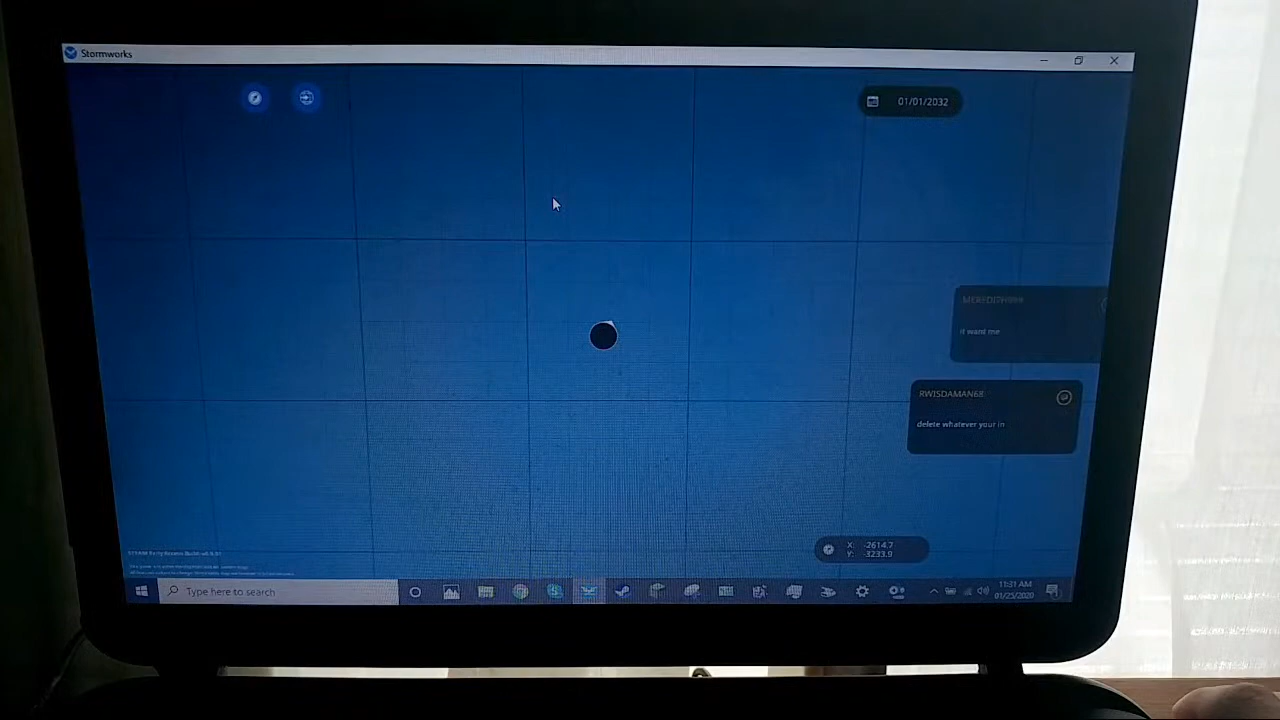 Stormworks
01/01/2032
it want me
RWISDAMAN68
delete whatever your in
X: -2614.7
Y: -3233.9
Type here to search
11:31 AM
01/25/2020